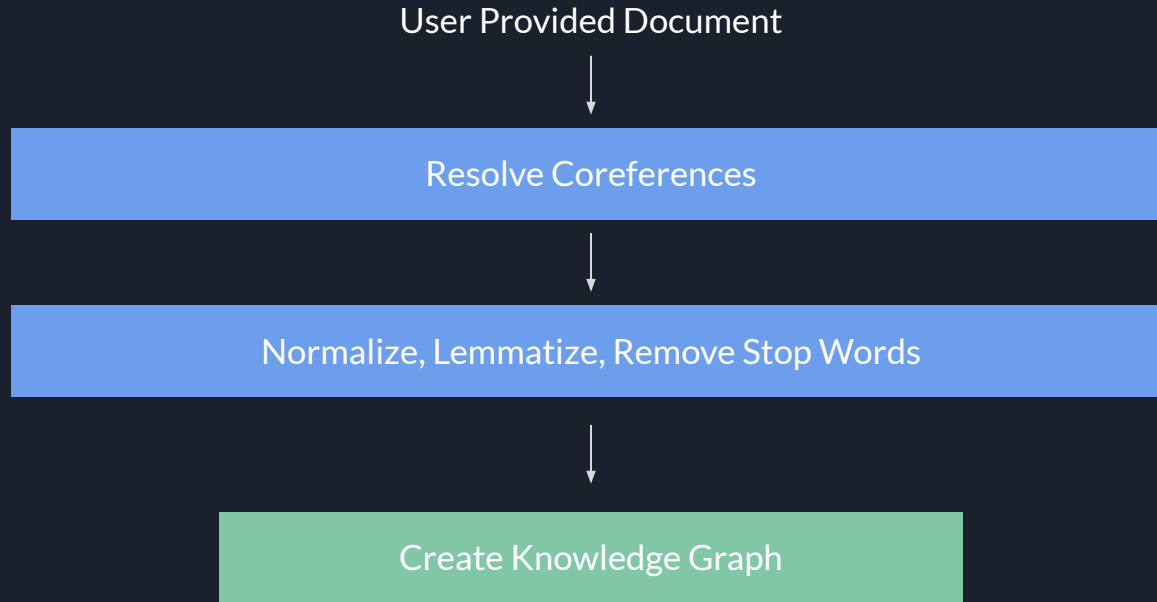 User Provided Document
Resolve Coreferences
Normalize, Lemmatize, Remove Stop Words
Create Knowledge Graph